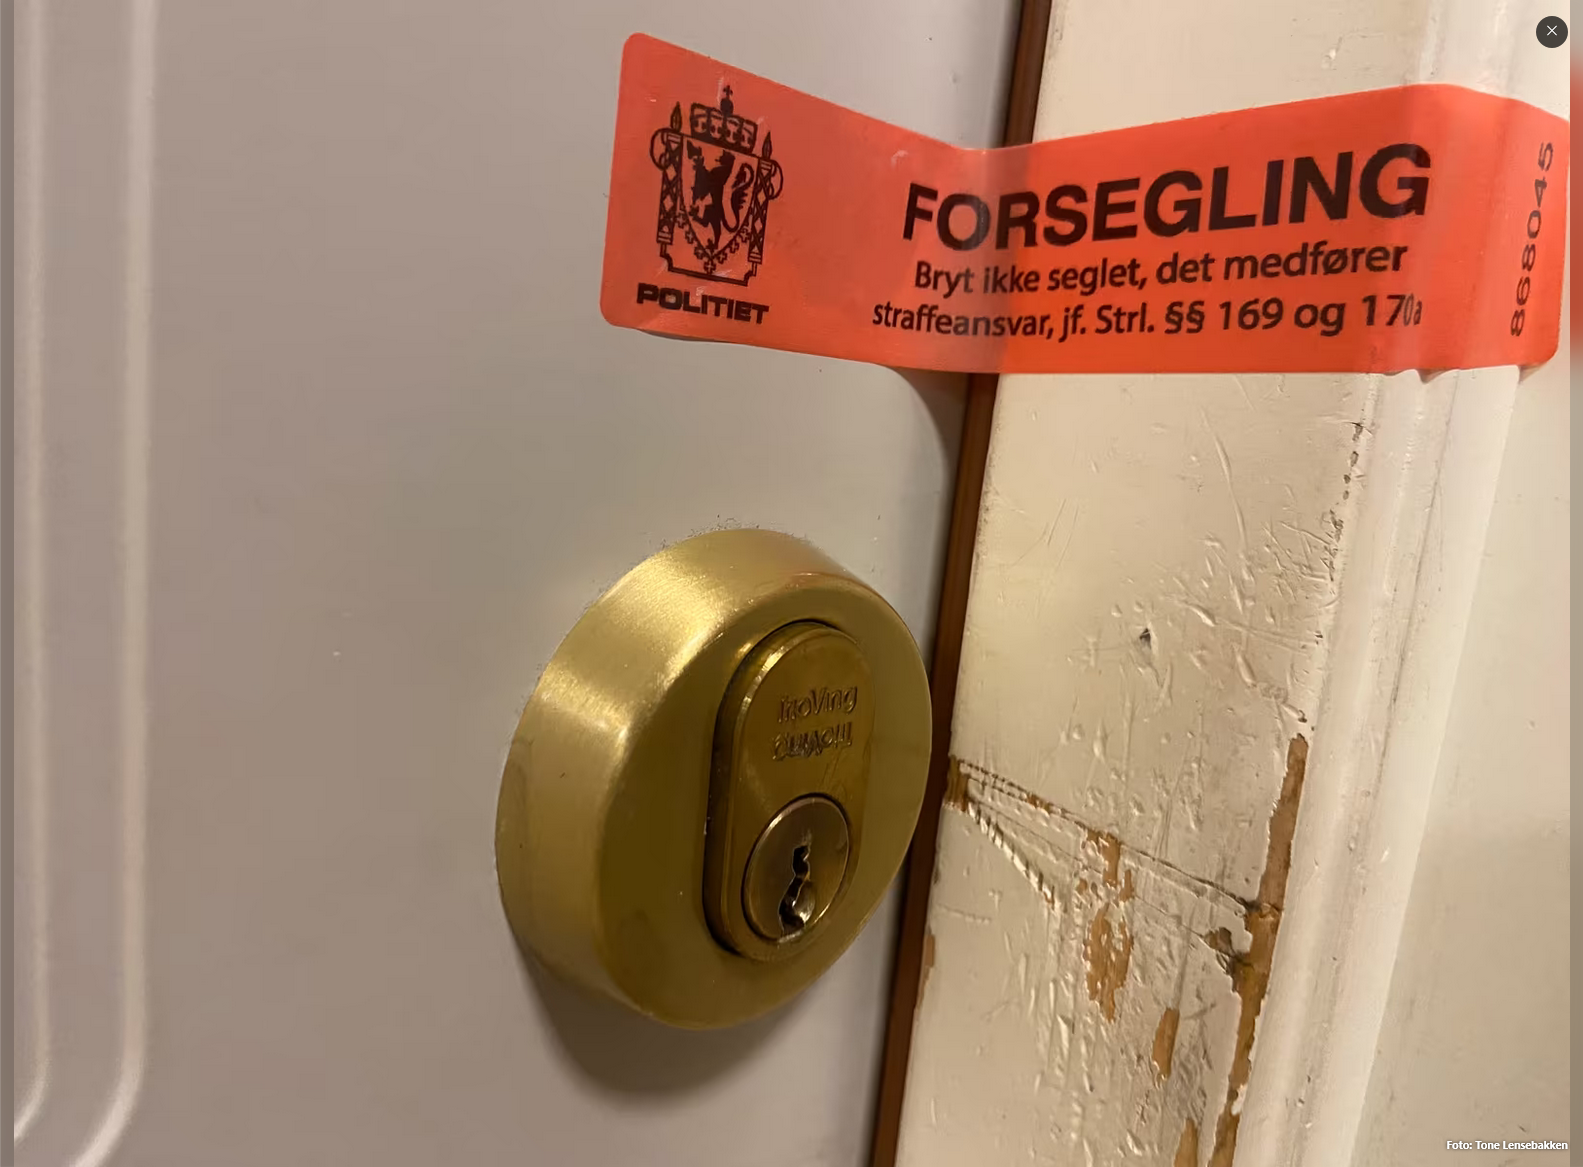 POLITIET
FORSEGLING
Bryt ikke seglet, det medfører
straffeansvar, jf. Strl. §§ 169 og 170a
868045
Foto: Tone Lensebakken